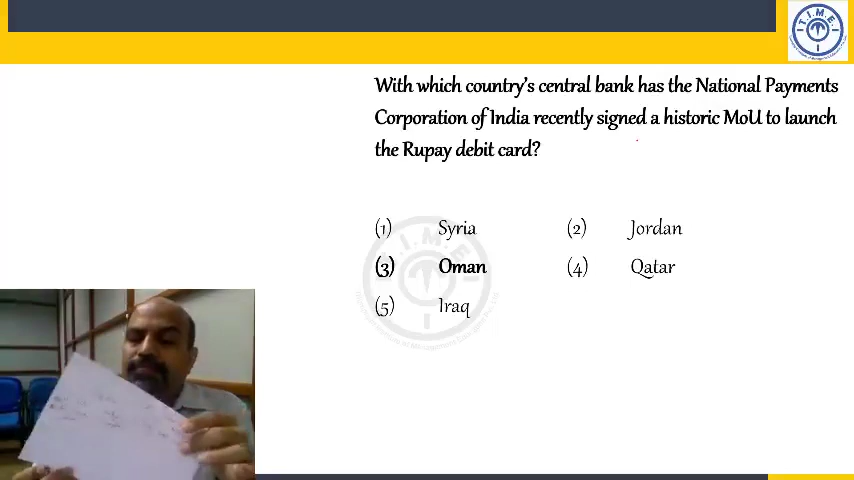 T.I.M.E.
With which country's central bank has the National Payments
Corporation of India recently signed a historic MoU to launch
the Rupay debit card?
(1) Syria (2) Jordan
(3) Oman (4) Qatar
(5) Iraq